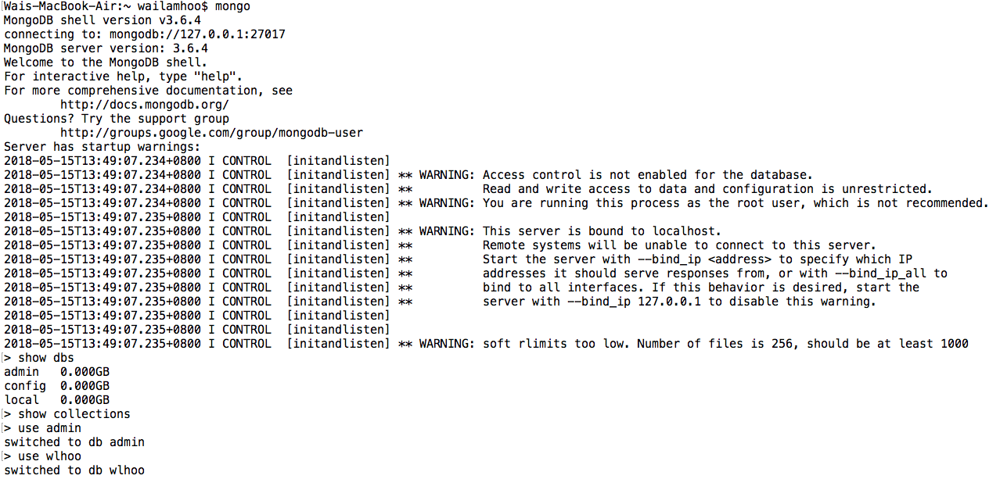 Wais-MacBook-Air:~ wailamhoo$ mongo
MongoDB shell version v3.6.4
connecting to: mongodb://127.0.0.1:27017
MongoDB server version: 3.6.4
Welcome to the MongoDB shell.
For interactive help, type "help".
For more comprehensive documentation, see
        http://docs.mongodb.org/
Questions? Try the support group
        http://groups.google.com/group/mongodb-user
Server has startup warnings:
2018-05-15T13:49:07.234+0800 I CONTROL  [initandlisten]
2018-05-15T13:49:07.234+0800 I CONTROL  [initandlisten] ** WARNING: Access control is not enabled for the database.
2018-05-15T13:49:07.234+0800 I CONTROL  [initandlisten] **          Read and write access to data and configuration is unrestricted.
2018-05-15T13:49:07.234+0800 I CONTROL  [initandlisten] ** WARNING: You are running this process as the root user, which is not recommended.
2018-05-15T13:49:07.235+0800 I CONTROL  [initandlisten]
2018-05-15T13:49:07.235+0800 I CONTROL  [initandlisten] ** WARNING: This server is bound to localhost.
2018-05-15T13:49:07.235+0800 I CONTROL  [initandlisten] **          Remote systems will be unable to connect to this server.
2018-05-15T13:49:07.235+0800 I CONTROL  [initandlisten] **          Start the server with --bind_ip <address> to specify which IP
2018-05-15T13:49:07.235+0800 I CONTROL  [initandlisten] **          addresses it should serve responses from, or with --bind_ip_all to
2018-05-15T13:49:07.235+0800 I CONTROL  [initandlisten] **          bind to all interfaces. If this behavior is desired, start the
2018-05-15T13:49:07.235+0800 I CONTROL  [initandlisten] **          server with --bind_ip 127.0.0.1 to disable this warning.
2018-05-15T13:49:07.235+0800 I CONTROL  [initandlisten]
2018-05-15T13:49:07.235+0800 I CONTROL  [initandlisten]
2018-05-15T13:49:07.235+0800 I CONTROL  [initandlisten] ** WARNING: soft rlimits too low. Number of files is 256, should be at least 1000
> show dbs
admin   0.000GB
config  0.000GB
local   0.000GB
> show collections
> use admin
switched to db admin
> use wlhoo
switched to db wlhoo